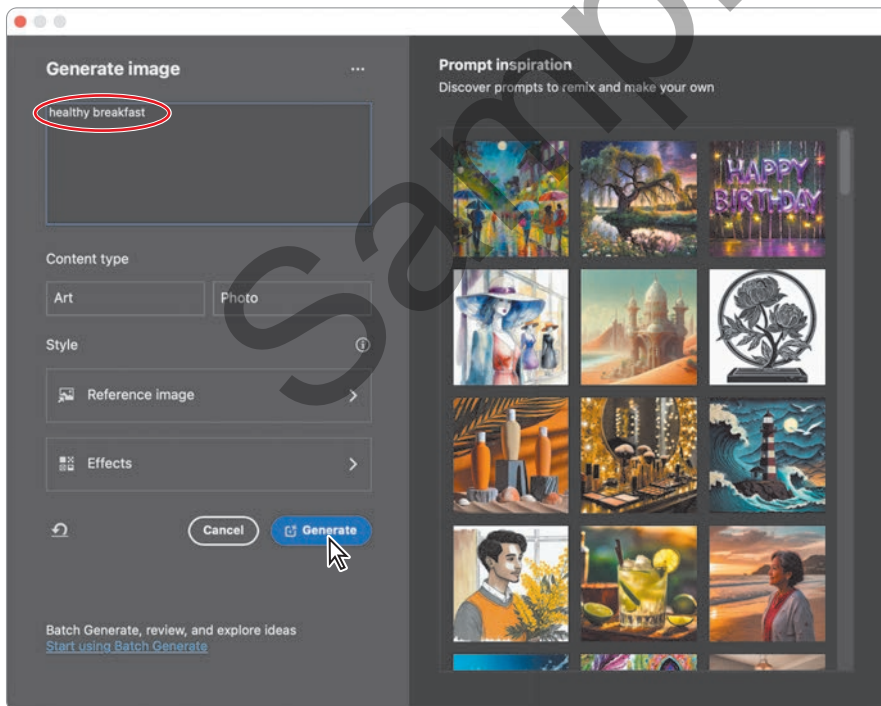 Generate image
healthy breakfast
Content type
Art
Photo
Style
Reference image
Effects
Cancel
Generate
Batch Generate, review, and explore ideas
Start using Batch Generate
Prompt inspiration
Discover prompts to remix and make your own
HAPPY
BIRTHDAY
Sample